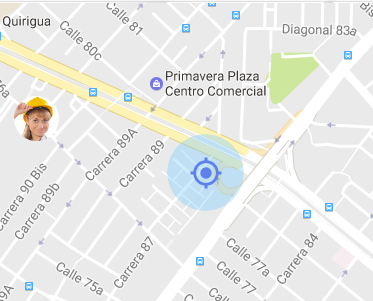 Quirigua
Calle 81
Calle 80c
Diagonal 83a
Primavera Plaza
Centro Comercial
Carrera 89A
Carrera 89
Carrera 90 Bis
Carrera 89b
Carrera 87
Calle 75a
Calle 77a
Calle 77
Carrera 84